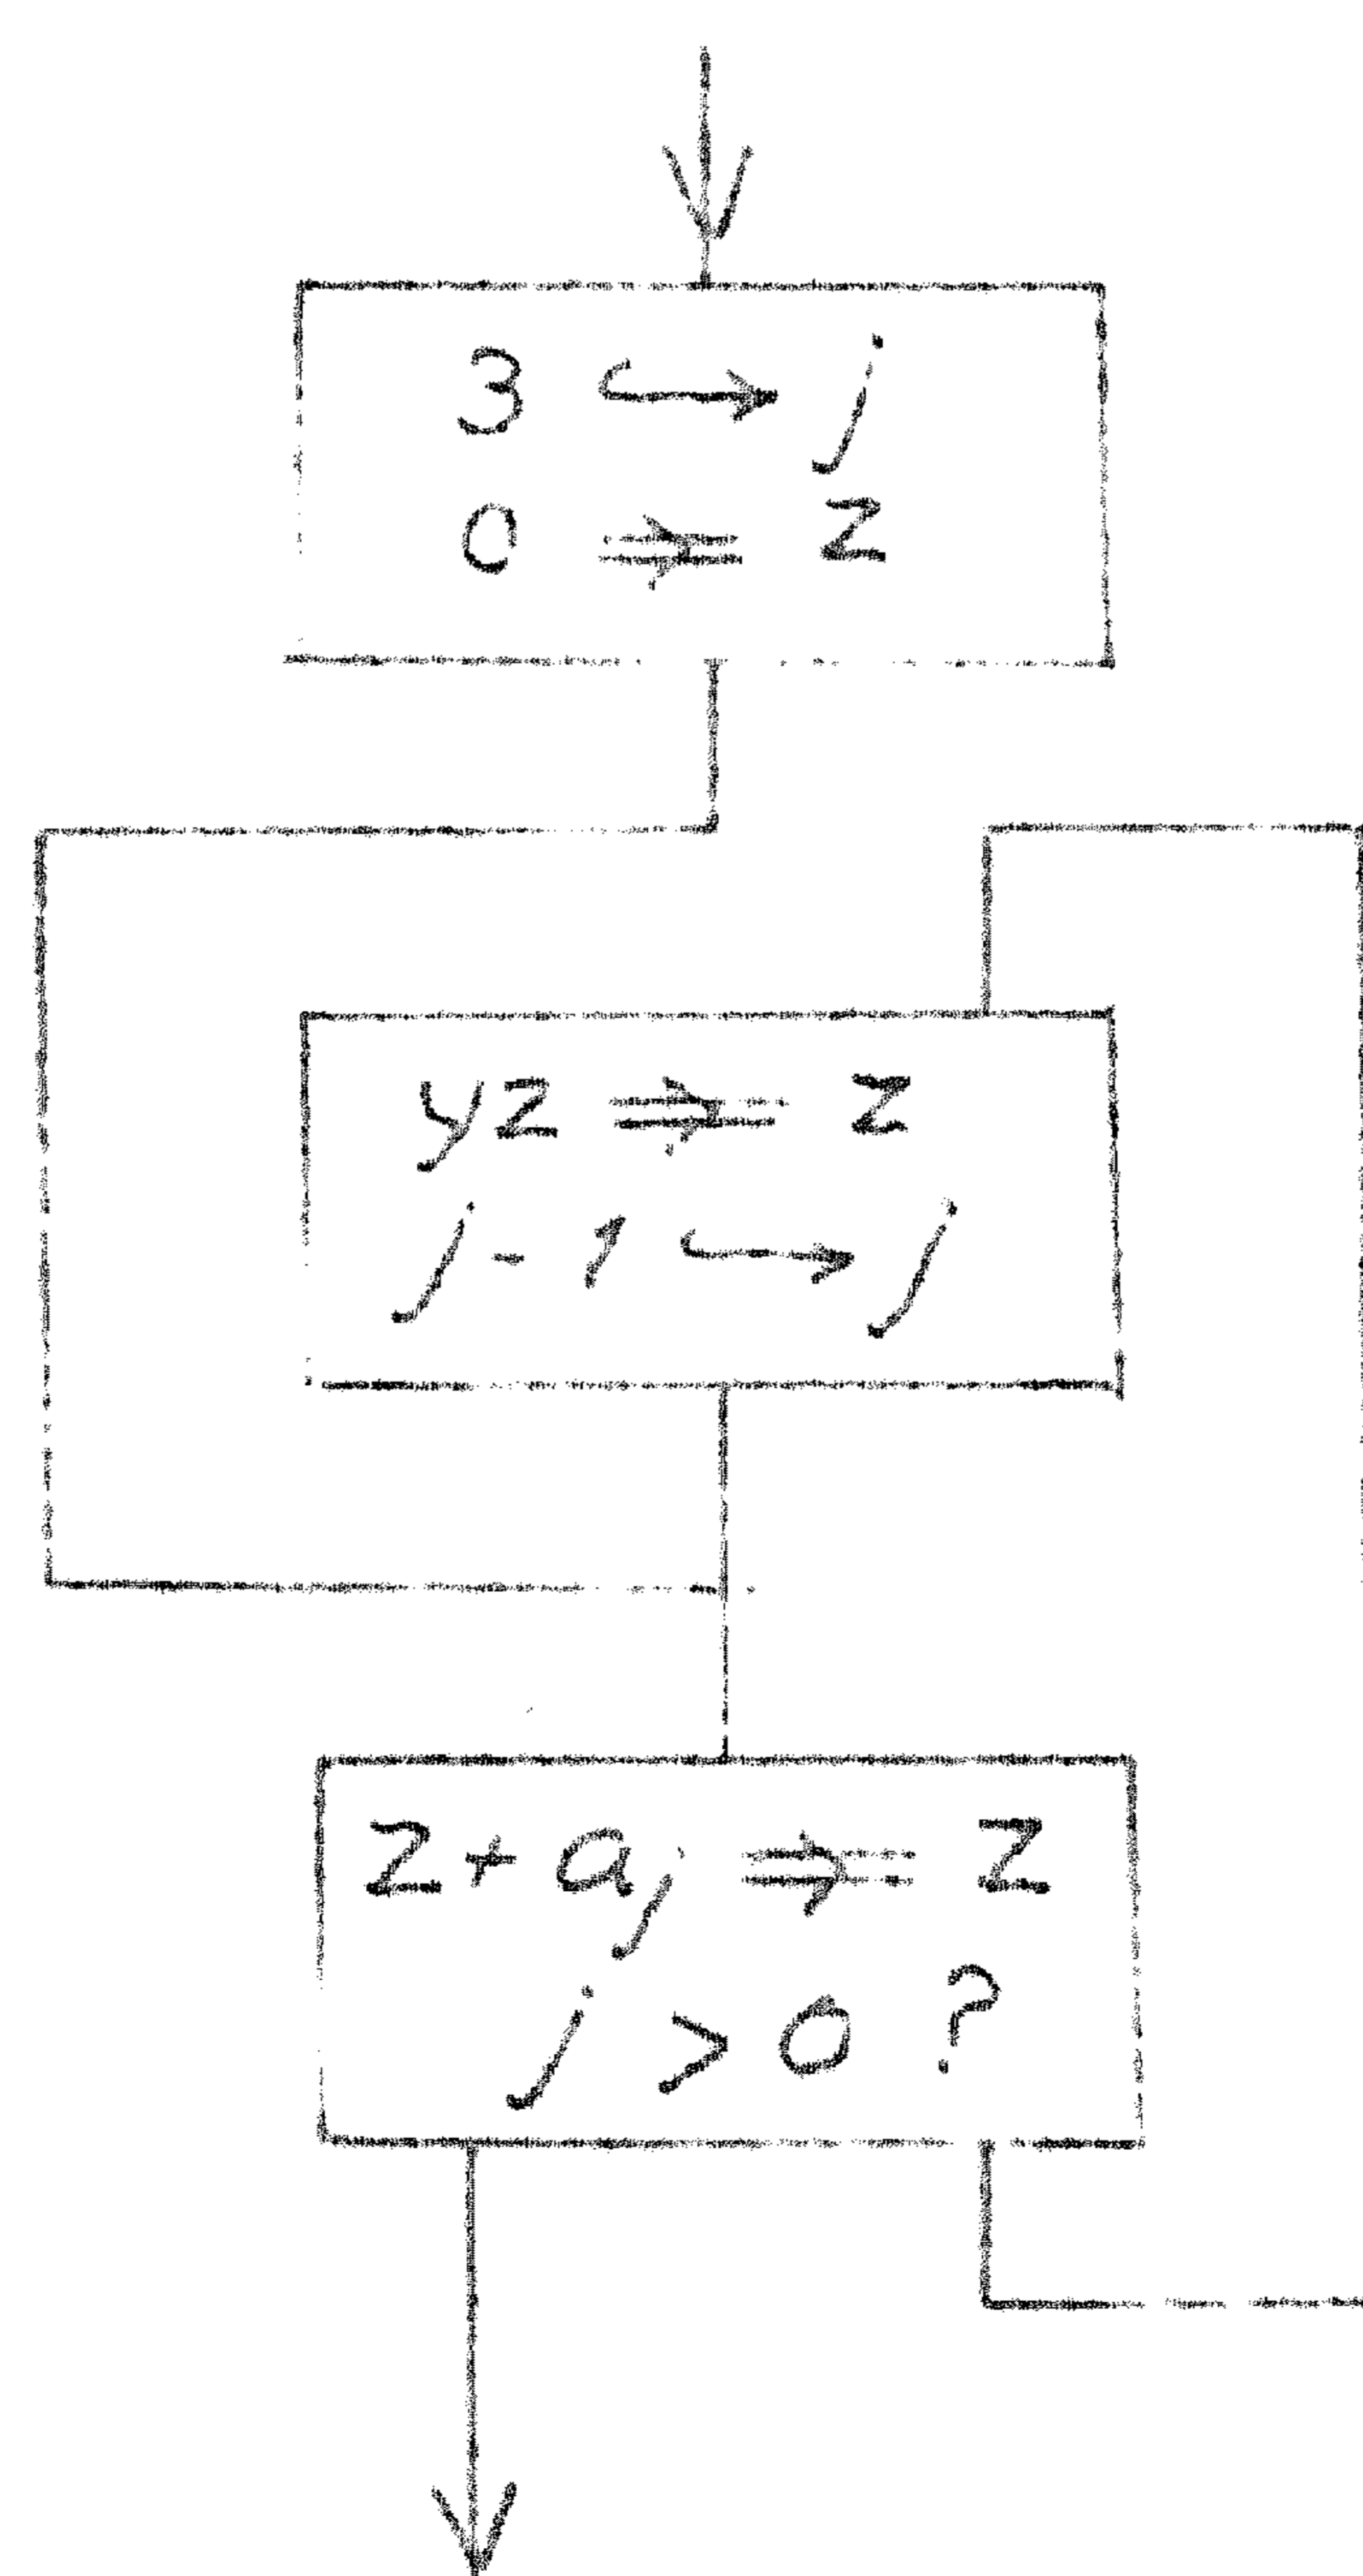 3 ↪ j
0 ⇒ z
yz ⇒ z
j - 1 ↪ j
z + aj ⇒ z
j > 0 ?